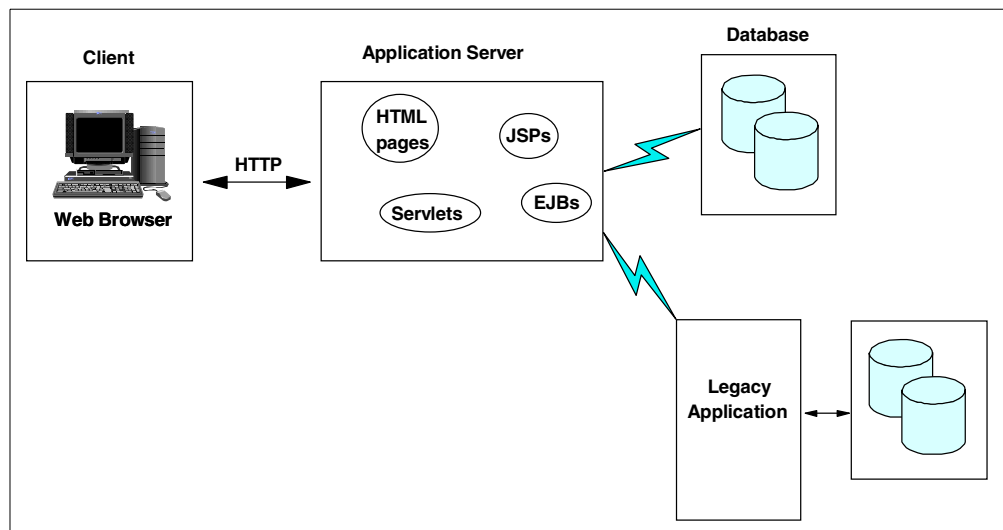 Client
Application Server
Database
HTML
pages
JSPs
HTTP
Servlets
EJBs
Web Browser
Legacy
Application